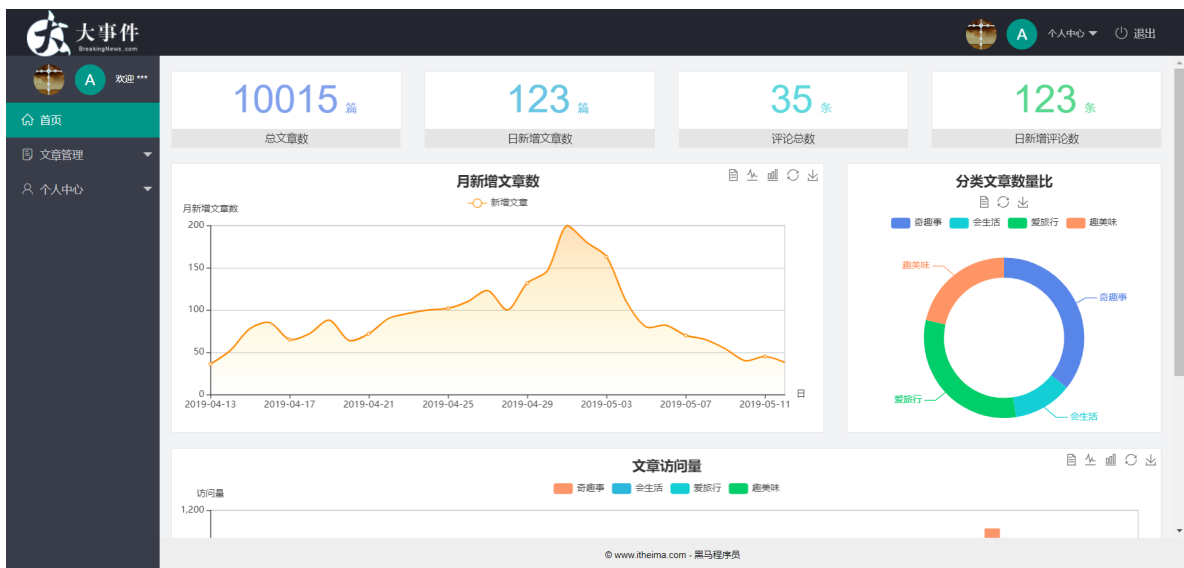 大事件
BreakingNews.com
A 个人中心 退出
A 欢迎 ***
首页
文章管理
个人中心
10015 篇
总文章数
123 篇
日新增文章数
35 条
评论总数
123 条
日新增评论数
月新增文章数
新增文章
月新增文章数
200
150
100
50
0
2019-04-13 2019-04-17 2019-04-21 2019-04-25 2019-04-29 2019-05-03 2019-05-07 2019-05-11
日
分类文章数量比
奇趣事 会生活 爱旅行 趣美味
趣美味
奇趣事
爱旅行
会生活
文章访问量
奇趣事 会生活 爱旅行 趣美味
访问量
1,200
© www.itheima.com - 黑马程序员